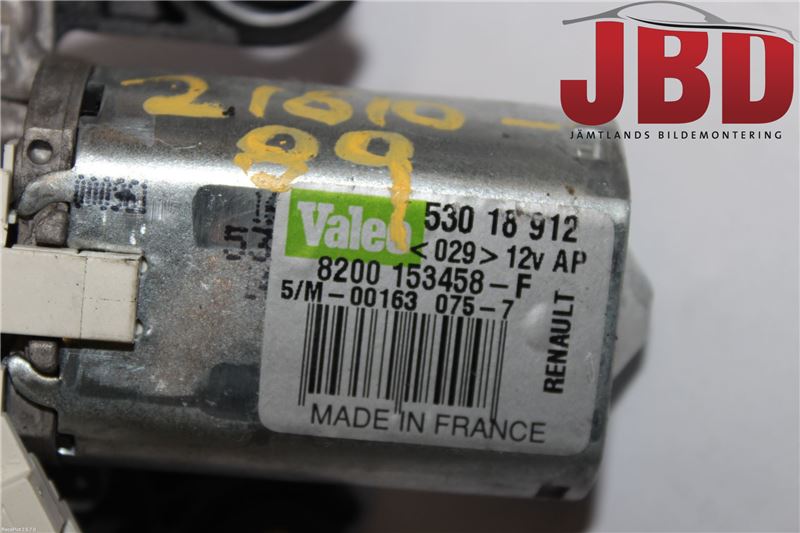 JBD
JÄMTLANDS BILDEMONTERING
21610-
89
Valeo
530 18 912
<029> 12v AP
8200 153458-F
5/M-00163 075-7
RENAULT
MADE IN FRANCE